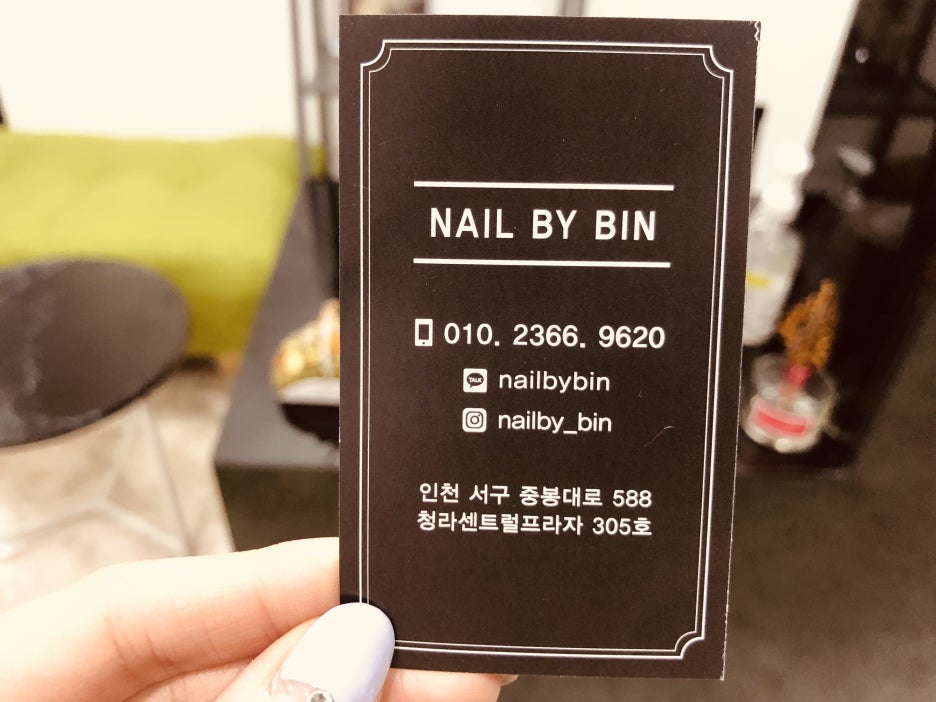 NAIL BY BIN
010. 2366. 9620
TALK nailbybin
nailby_bin
인천 서구 중봉대로 588
청라센트럴프라자 305호